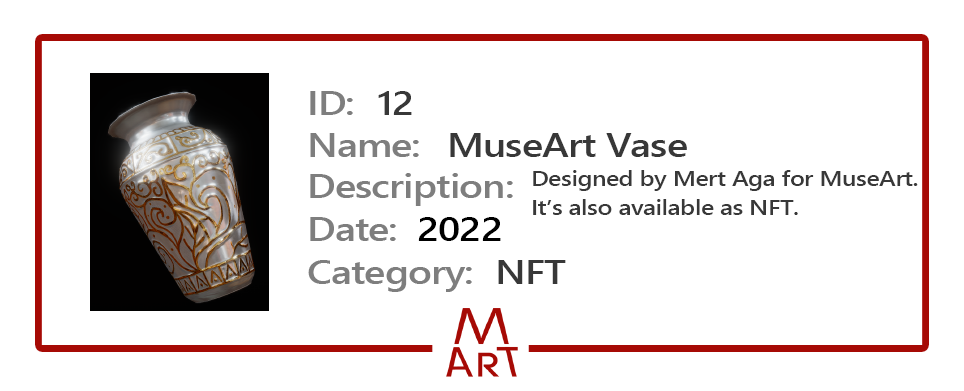 ID: 12
Name: MuseArt Vase
Description: Designed by Mert Aga for MuseArt.
It's also available as NFT.
Date: 2022
Category: NFT
M
ART